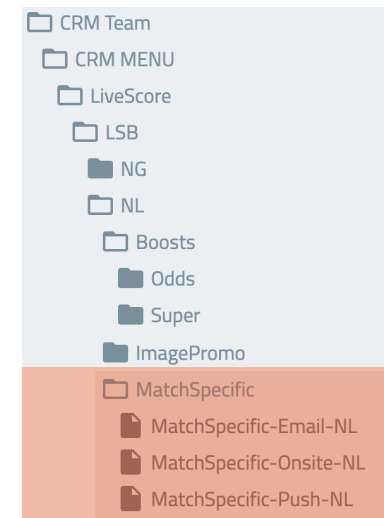 CRM Team
CRM MENU
LiveScore
LSB
NG
NL
Boosts
Odds
Super
ImagePromo
MatchSpecific
MatchSpecific-Email-NL
MatchSpecific-Onsite-NL
MatchSpecific-Push-NL